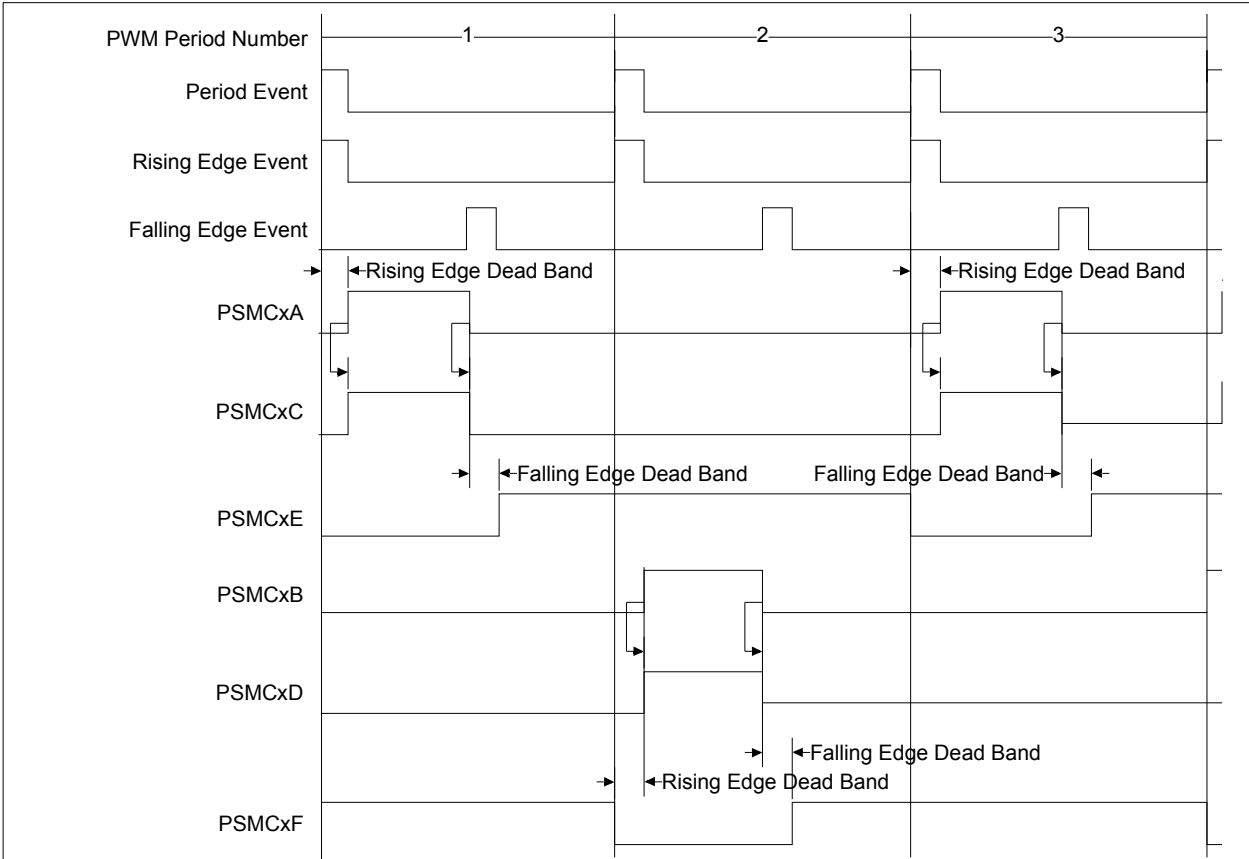 PWM Period Number 1 2 3
Period Event
Rising Edge Event
Falling Edge Event
Rising Edge Dead Band Rising Edge Dead Band
PSMCxA
PSMCxC
Falling Edge Dead Band Falling Edge Dead Band
PSMCxE
PSMCxB
PSMCxD
Falling Edge Dead Band
Rising Edge Dead Band
PSMCxF